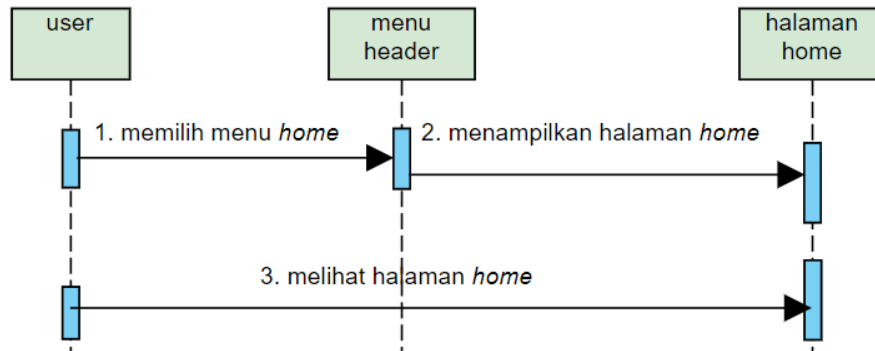 user
menu
header
halaman
home
1. memilih menu home
2. menampilkan halaman home
3. melihat halaman home